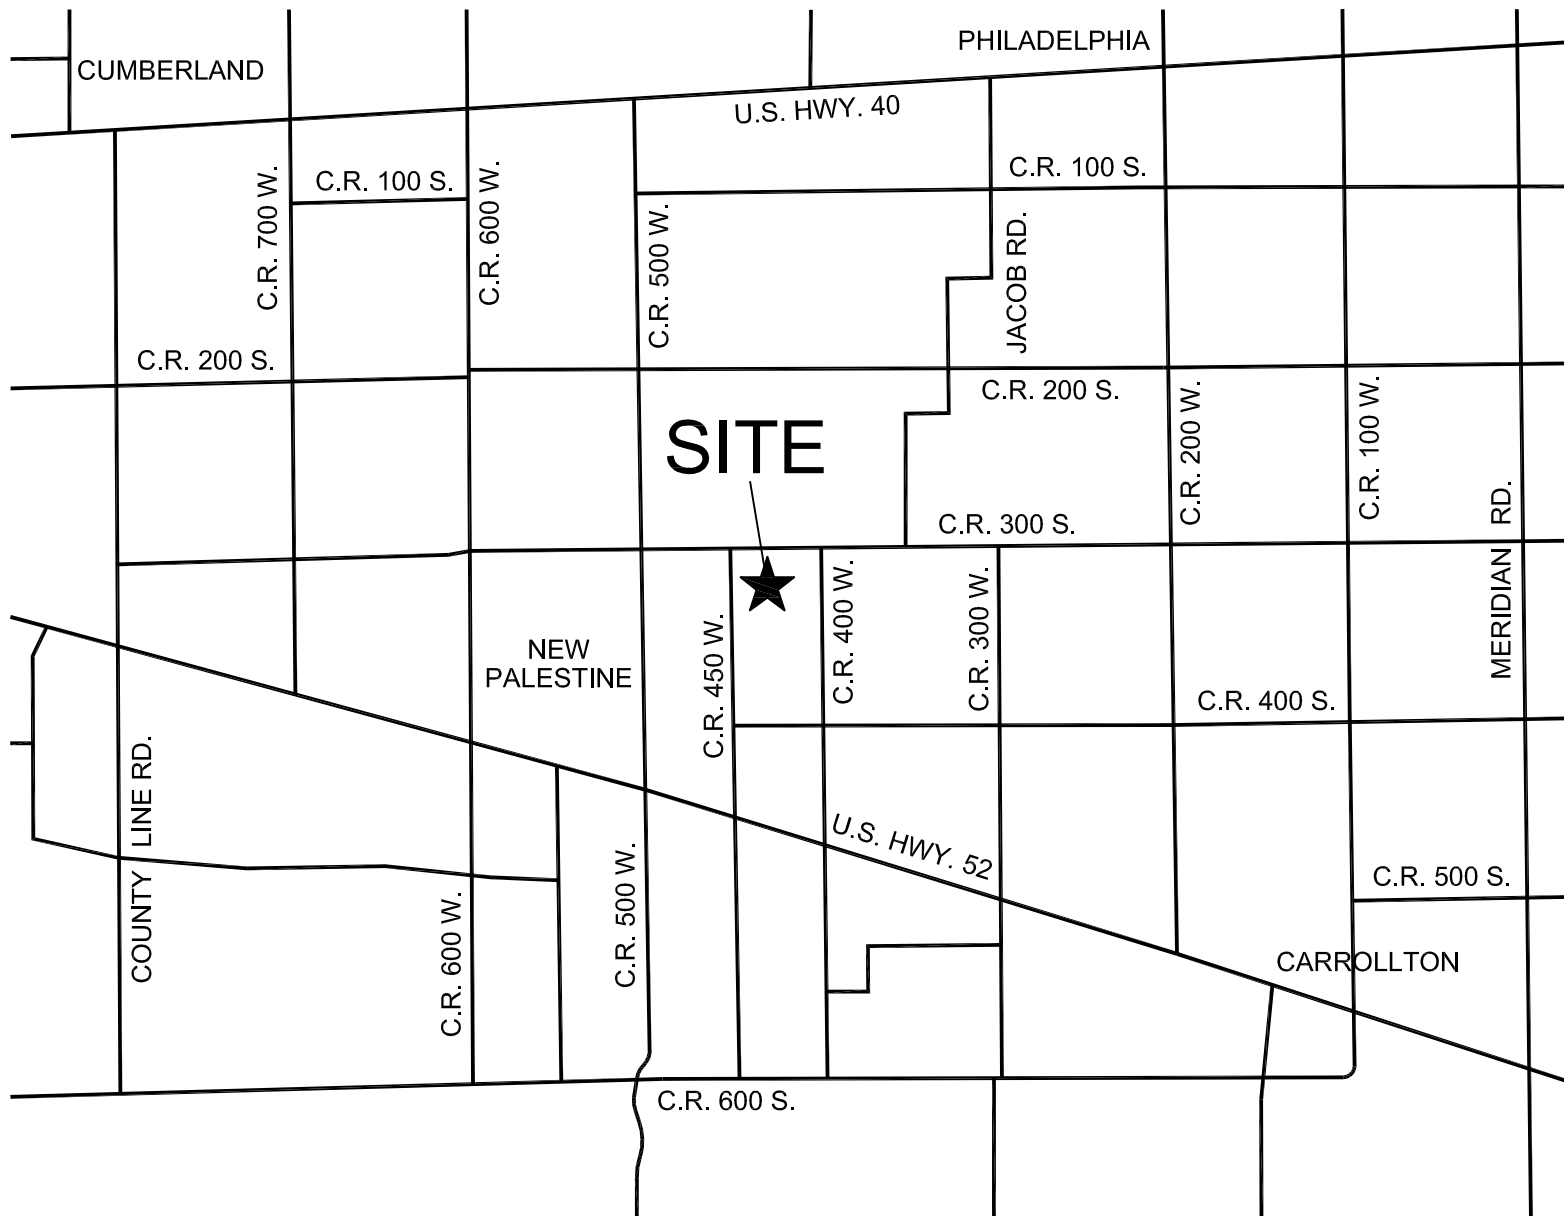 PHILADELPHIA
CUMBERLAND
U.S. HWY. 40
C.R. 100 S.
C.R. 100 S.
C.R. 700 W.
C.R. 600 W.
C.R. 500 W.
JACOB RD.
C.R. 200 S.
C.R. 200 S.
SITE
C.R. 200 W.
C.R. 100 W.
C.R. 300 S.
MERIDIAN RD.
C.R. 450 W.
C.R. 400 W.
C.R. 300 W.
NEW
PALESTINE
C.R. 400 S.
COUNTY LINE RD.
U.S. HWY. 52
C.R. 500 S.
C.R. 600 W.
C.R. 500 W.
CARROLLTON
C.R. 600 S.